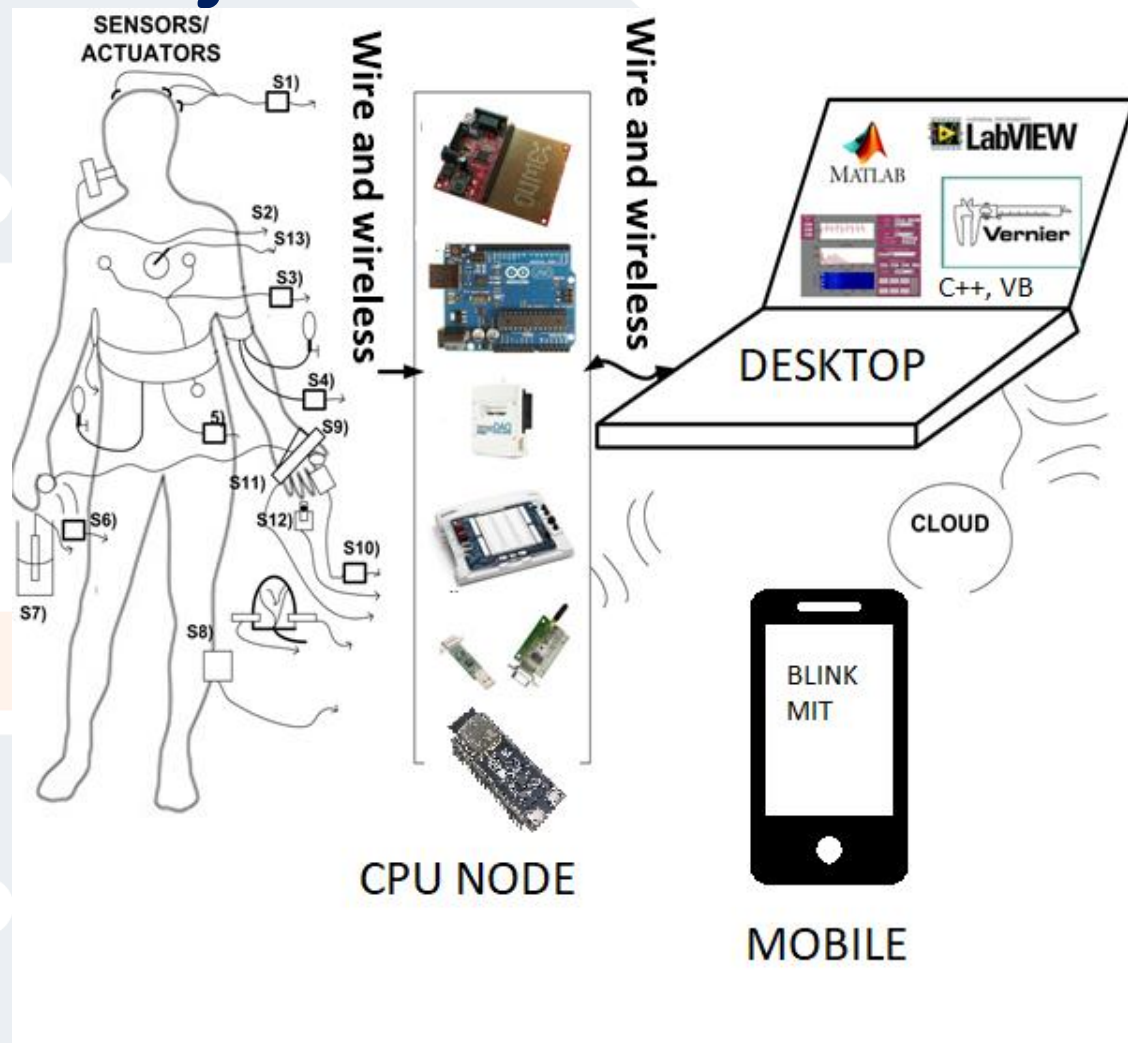 SENSORS/
ACTUATORS
S1)
S2)
S13)
S3)
S4)
5)
S9)
S11)
S12)
S6)
S10)
S7)
S8)
Wire and wireless
OLIMEX
Wire and wireless
MATLAB
LabVIEW
Vernier
C++, VB
DESKTOP
CLOUD
BLINK
MIT
CPU NODE
MOBILE